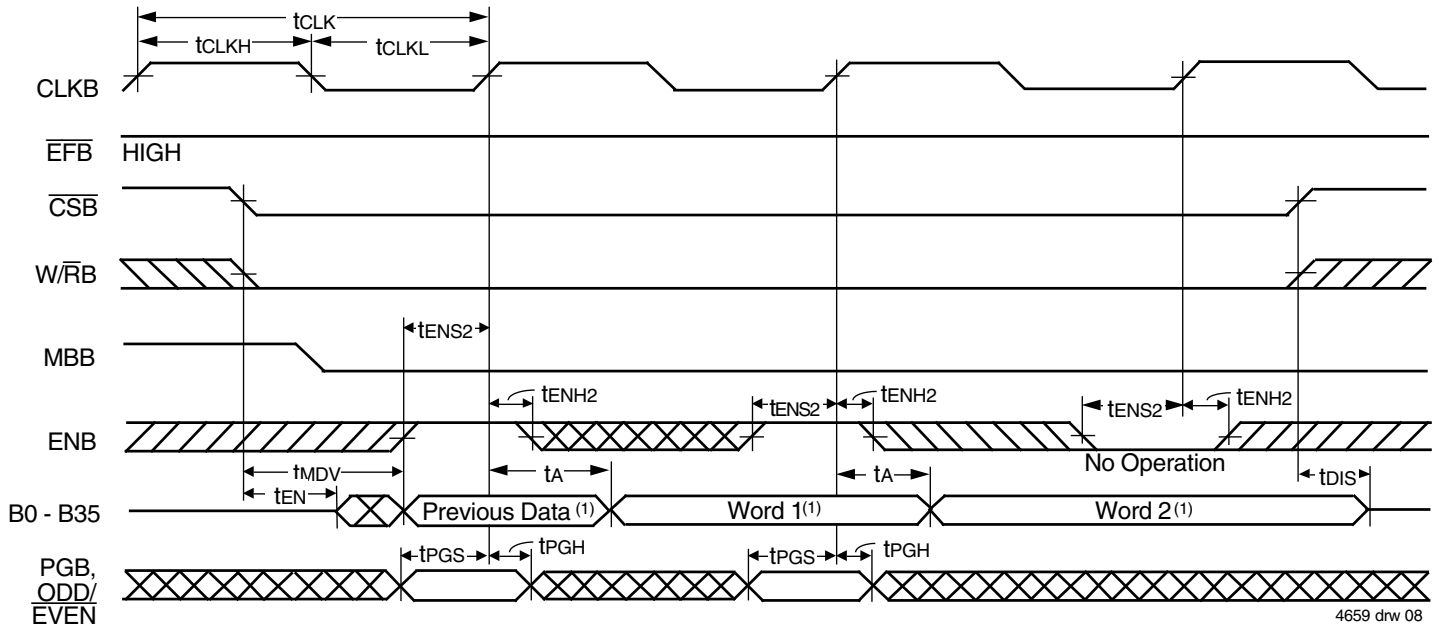 tCLK
tCLKH
tCLKL
CLKB
EFB
HIGH
CSB
W/RB
tENS2
MBB
tENH2
tENS2
tENH2
tENS2
tENH2
ENB
No Operation
tMDV
tA
tA
tDIS
tEN
B0 - B35
Previous Data (1)
Word 1(1)
Word 2(1)
tPGS
tPGH
tPGS
tPGH
PGB,
ODD/
EVEN
4659 drw 08